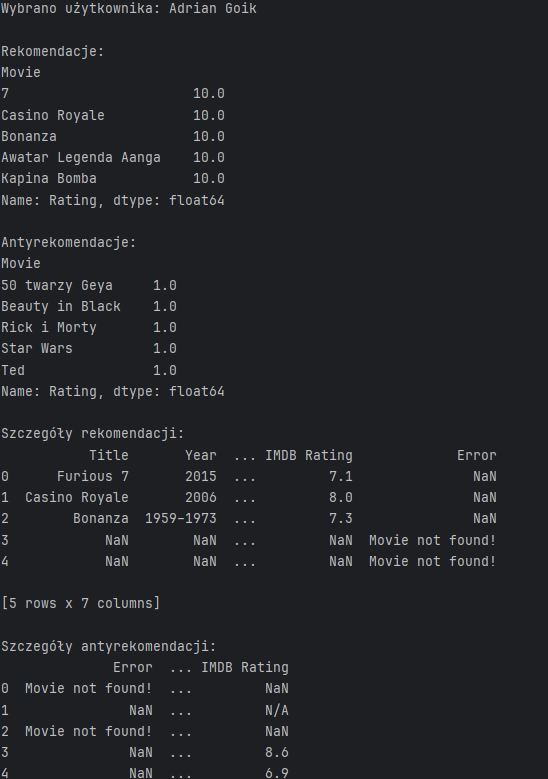 Wybrano użytkownika: Adrian Goik
Rekomendacje:
Movie
7 10.0
Casino Royale 10.0
Bonanza 10.0
Awatar Legenda Aanga 10.0
Kapina Bomba 10.0
Name: Rating, dtype: float64
Antyrekomendacje:
Movie
50 twarzy Geya 1.0
Beauty in Black 1.0
Rick i Morty 1.0
Star Wars 1.0
Ted 1.0
Name: Rating, dtype: float64
Szczegóły rekomendacji:
Title Year ... IMDB Rating Error
0 Furious 7 2015 ... 7.1 NaN
1 Casino Royale 2006 ... 8.0 NaN
2 Bonanza 1959–1973 ... 7.3 NaN
3 NaN NaN ... NaN Movie not found!
4 NaN NaN ... NaN Movie not found!
[5 rows x 7 columns]
Szczegóły antyrekomendacji:
Error ... IMDB Rating
0 Movie not found! ... NaN
1 NaN ... N/A
2 Movie not found! ... NaN
3 NaN ... 8.6
4 NaN ... 6.9